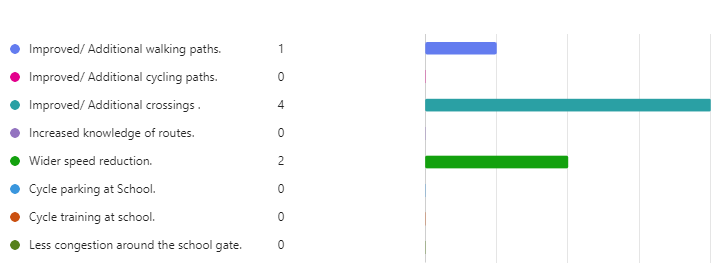 Improved/ Additional walking paths. 1
Improved/ Additional cycling paths. 0
Improved/ Additional crossings . 4
Increased knowledge of routes. 0
Wider speed reduction. 2
Cycle parking at School. 0
Cycle training at school. 0
Less congestion around the school gate. 0